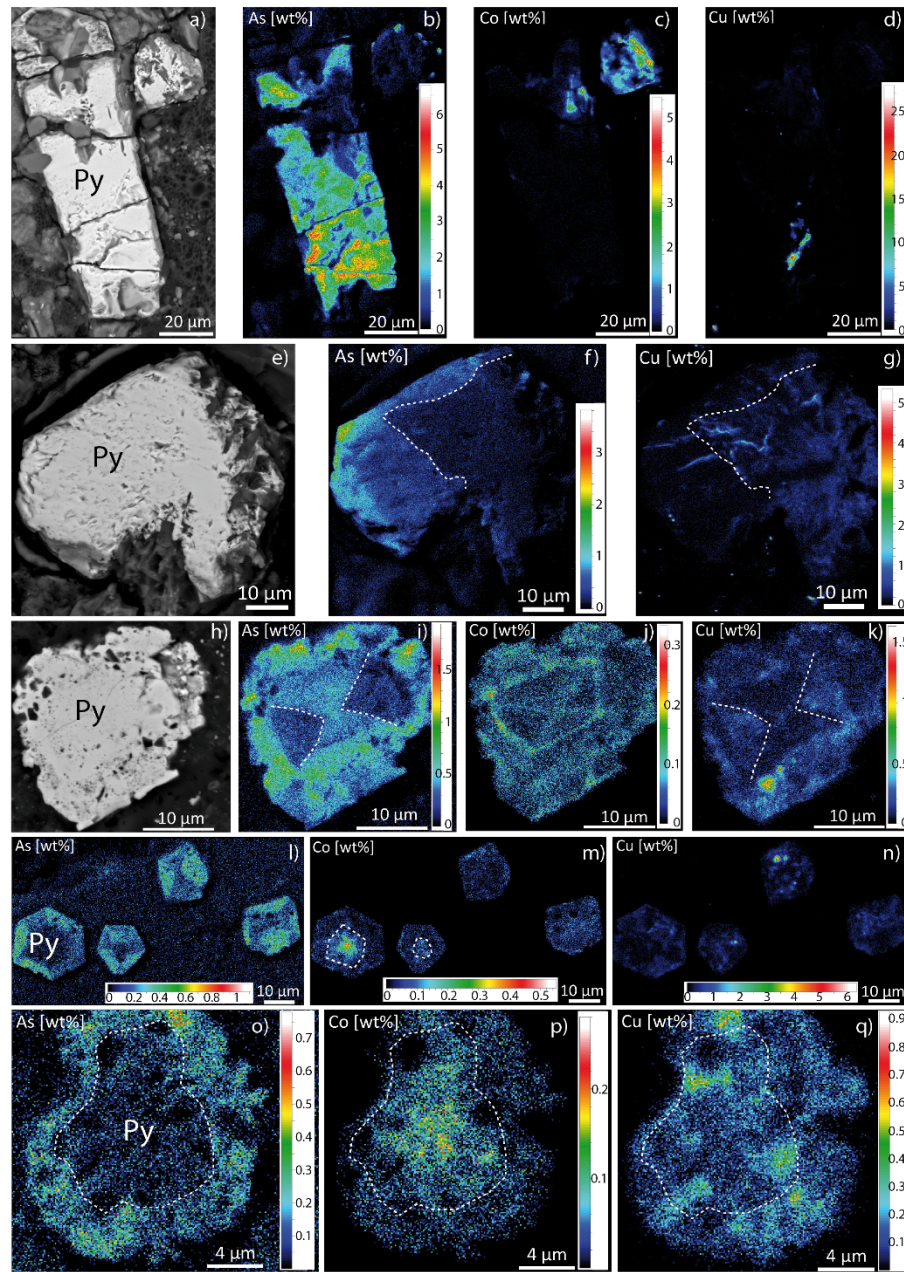 a)
Py
20 µm
As [wt%]
b)
6
5
4
3
2
1
0
20 µm
Co [wt%]
c)
5
4
3
2
1
0
20 µm
Cu [wt%]
d)
25
20
15
10
5
0
20 µm
e)
Py
10 µm
As [wt%]
f)
3
2
1
0
10 µm
Cu [wt%]
g)
5
4
3
2
1
0
10 µm
h)
Py
10 µm
As [wt%]
i)
1.5
1
0.5
0
10 µm
Co [wt%]
j)
0.3
0.2
0.1
0
10 µm
Cu [wt%]
k)
1.5
1
0.5
0
10 µm
As [wt%]
l)
Py
0 0.2 0.4 0.6 0.8 1
10 µm
Co [wt%]
m)
0 0.1 0.2 0.3 0.4 0.5
10 µm
Cu [wt%]
n)
0 1 2 3 4 5 6
10 µm
As [wt%]
o)
Py
0.7
0.6
0.5
0.4
0.3
0.2
0.1
4 µm
Co [wt%]
p)
0.2
0.1
4 µm
Cu [wt%]
q)
0.9
0.8
0.7
0.6
0.5
0.4
0.3
0.2
0.1
0
4 µm